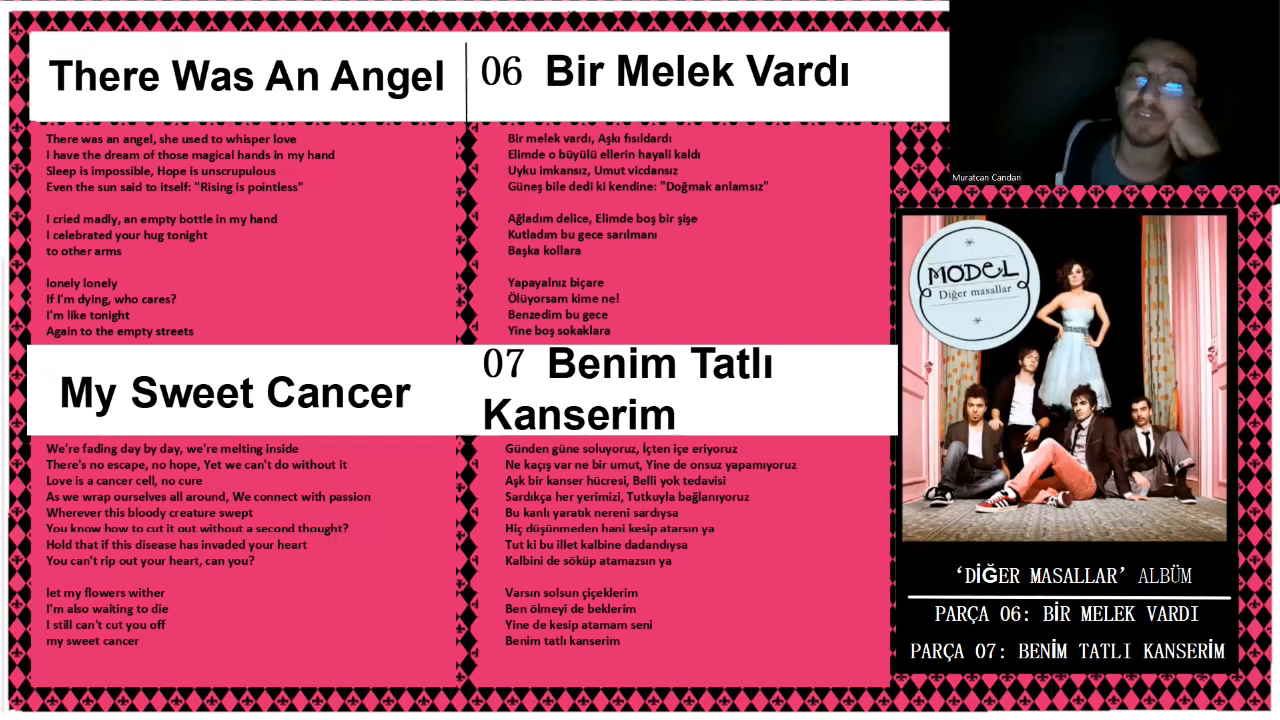 There Was An Angel
06 Bir Melek Vardı
There was an angel, she used to whisper love
I have the dream of those magical hands in my hand
Sleep is impossible, Hope is unscrupulous
Even the sun said to itself: "Rising is pointless"
I cried madly, an empty bottle in my hand
I celebrated your hug tonight
to other arms
lonely lonely
If I'm dying, who cares?
I'm like tonight
Again to the empty streets
Bir melek vardı, Aşkı fısıldardı
Elimde o büyülü ellerin hayali kaldı
Uyku imkansız, Umut vicdansız
Güneş bile dedi ki kendine: "Doğmak anlamsız"
Ağladım delice, Elimde boş bir şişe
Kutladım bu gece sarılmanı
Başka kollara
Yapayalnız biçare
Ölüyorsam kime ne!
Benzedim bu gece
Yine boş sokaklara
My Sweet Cancer
07 Benim Tatlı
Kanserim
We're fading day by day, we're melting inside
There's no escape, no hope, Yet we can't do without it
Love is a cancer cell, no cure
As we wrap ourselves all around, We connect with passion
Wherever this bloody creature swept
You know how to cut it out without a second thought?
Hold that if this disease has invaded your heart
You can't rip out your heart, can you?
let my flowers wither
I'm also waiting to die
I still can't cut you off
my sweet cancer
Günden güne soluyoruz, İçten içe eriyoruz
Ne kaçış var ne bir umut, Yine de onsuz yapamıyoruz
Aşk bir kanser hücresi, Belli yok tedavisi
Sardıkça her yerimizi, Tutkuyla bağlanıyoruz
Bu kanlı yaratık nereni sardıysa
Hiç düşünmeden hani kesip atarsın ya
Tut ki bu illet kalbine dadandıysa
Kalbini de söküp atamazsın ya
Varsın solsun çiçeklerim
Ben ölmeyi de beklerim
Yine de kesip atamam seni
Benim tatlı kanserim
Muratcan Candan
MODEL
Diğer masallar
‘DİĞER MASALLAR’ ALBÜM
PARÇA 06: BİR MELEK VARDI
PARÇA 07: BENİM TATLI KANSERİM